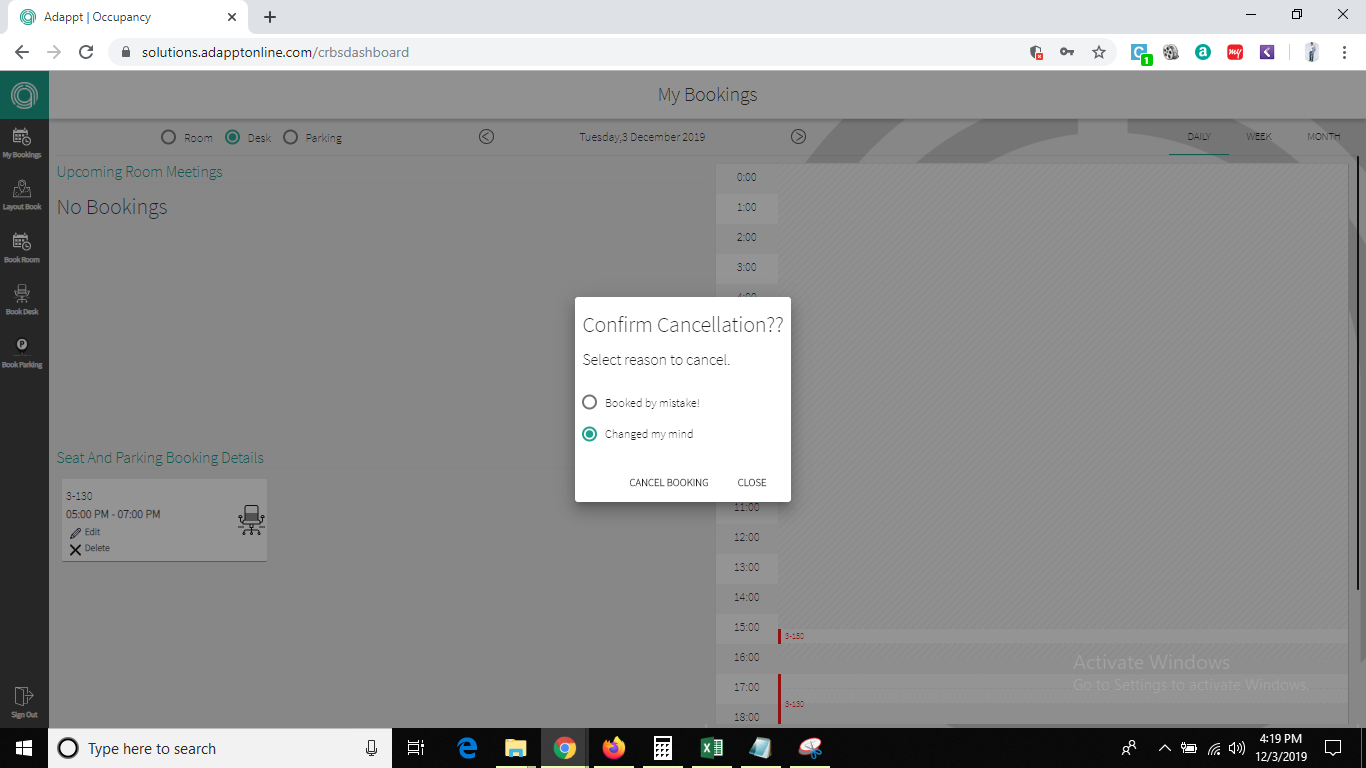 Adappt | Occupancy
solutions.adapptonline.com/crbsdashboard
1
my
My Bookings
My Bookings
Layout Book
Book Room
Book Desk
P
Book Parking
Sign Out
Room
Desk
Parking
Tuesday,3 December 2019
DAILY
WEEK
MONTH
Upcoming Room Meetings
No Bookings
Seat And Parking Booking Details
3-130
05:00 PM - 07:00 PM
Edit
Delete
0:00
1:00
2:00
3:00
4:00
11:00
12:00
13:00
14:00
15:00
16:00
17:00
3-130
18:00
Confirm Cancellation??
Select reason to cancel.
Booked by mistake!
Changed my mind
CANCEL BOOKING
CLOSE
Activate Windows
Go to Settings to activate Windows.
Type here to search
4:19 PM
12/3/2019